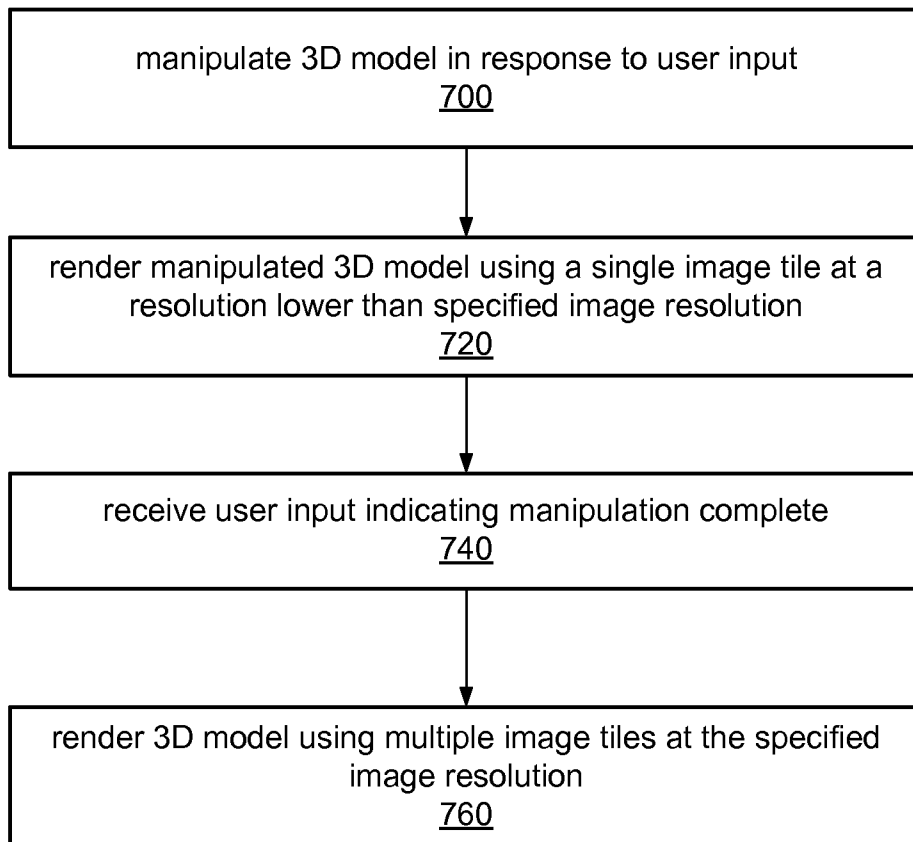 manipulate 3D model in response to user input
700
render manipulated 3D model using a single image tile at a
resolution lower than specified image resolution
720
receive user input indicating manipulation complete
740
render 3D model using multiple image tiles at the specified
image resolution
760